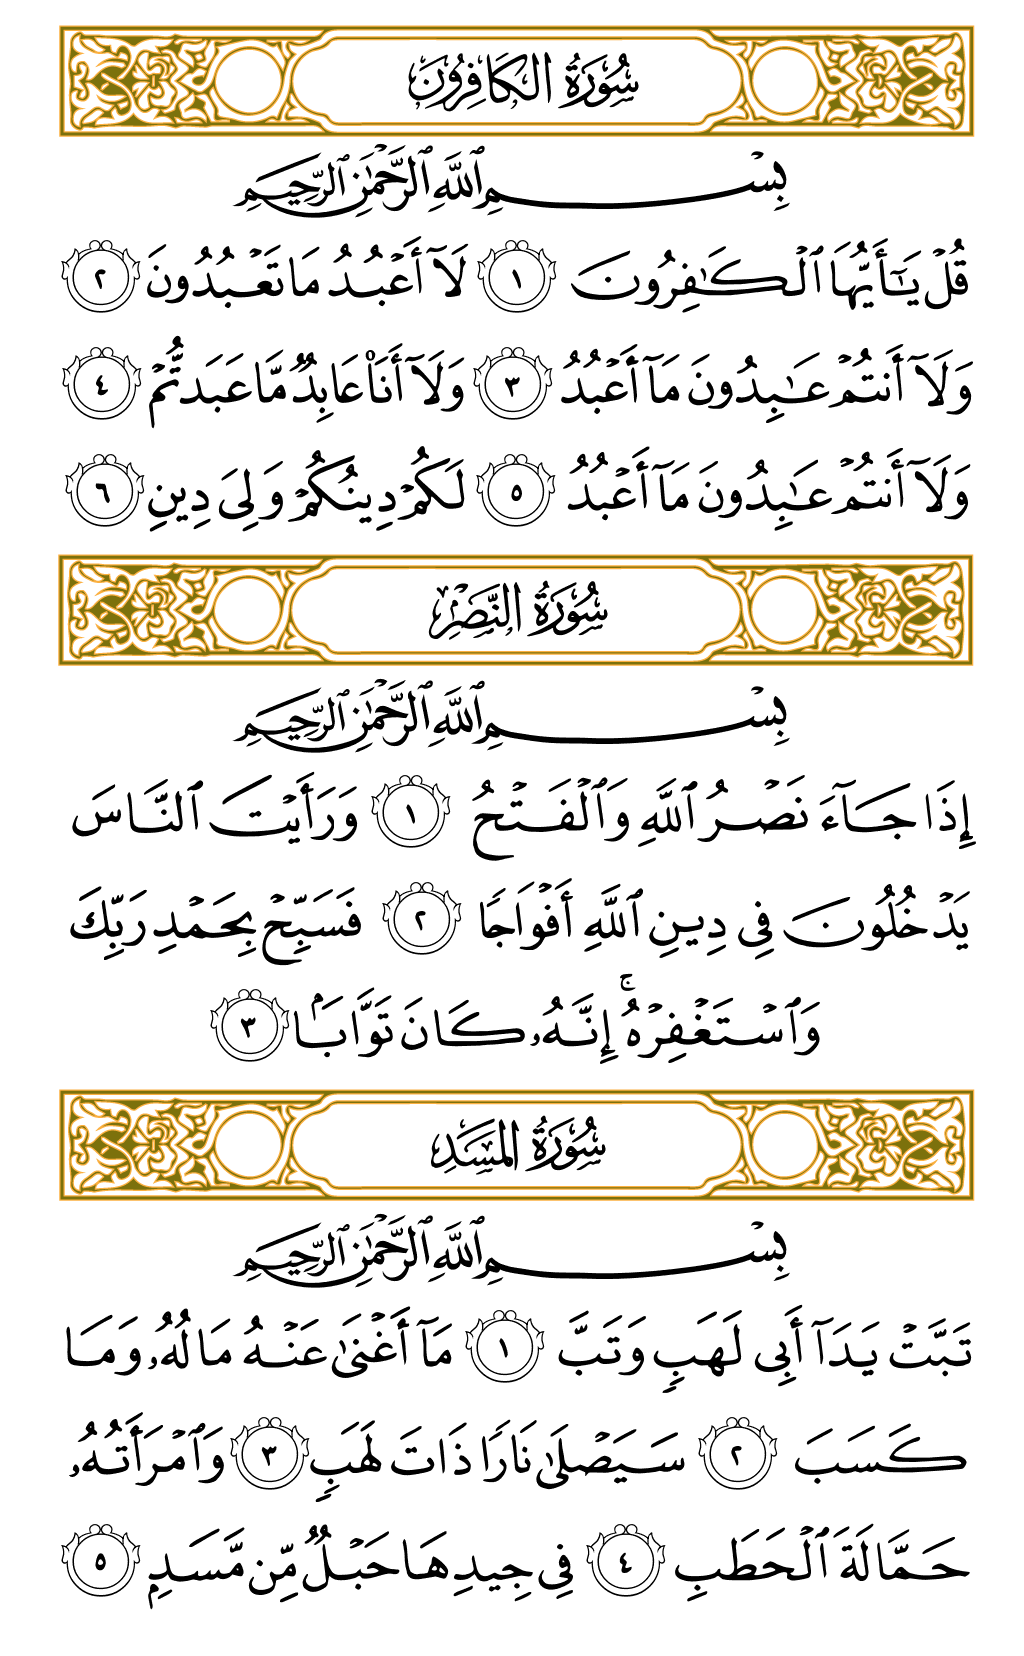 سُورَةُ الكَافِرُونَ
بِسْمِ ٱللَّهِ ٱلرَّحْمَٰنِ ٱلرَّحِيمِ
قُلْ يَٰٓأَيُّهَا ٱلْكَٰفِرُونَ ١ لَآ أَعْبُدُ مَا تَعْبُدُونَ ٢
وَلَآ أَنتُمْ عَٰبِدُونَ مَآ أَعْبُدُ ٣ وَلَآ أَنَا۠ عَابِدٌ مَّا عَبَدتُّمْ ٤
وَلَآ أَنتُمْ عَٰبِدُونَ مَآ أَعْبُدُ ٥ لَكُمْ دِينُكُمْ وَلِىَ دِينِ ٦
سُورَةُ النَّصْرِ
بِسْمِ ٱللَّهِ ٱلرَّحْمَٰنِ ٱلرَّحِيمِ
إِذَا جَآءَ نَصْرُ ٱللَّهِ وَٱلْفَتْحُ ١ وَرَأَيْتَ ٱلنَّاسَ
يَدْخُلُونَ فِى دِينِ ٱللَّهِ أَفْوَاجًا ٢ فَسَبِّحْ بِحَمْدِ رَبِّكَ
وَٱسْتَغْفِرْهُ ۚ إِنَّهُۥ كَانَ تَوَّابَۢا ٣
سُورَةُ المَسَدِ
بِسْمِ ٱللَّهِ ٱلرَّحْمَٰنِ ٱلرَّحِيمِ
تَبَّتْ يَدَآ أَبِى لَهَبٍ وَتَبَّ ١ مَآ أَغْنَىٰ عَنْهُ مَالُهُۥ وَمَا
كَسَبَ ٢ سَيَصْلَىٰ نَارًا ذَاتَ لَهَبٍ ٣ وَٱمْرَأَتُهُۥ
حَمَّالَةَ ٱلْحَطَبِ ٤ فِى جِيدِهَا حَبْلٌ مِّن مَّسَدٍۭ ٥